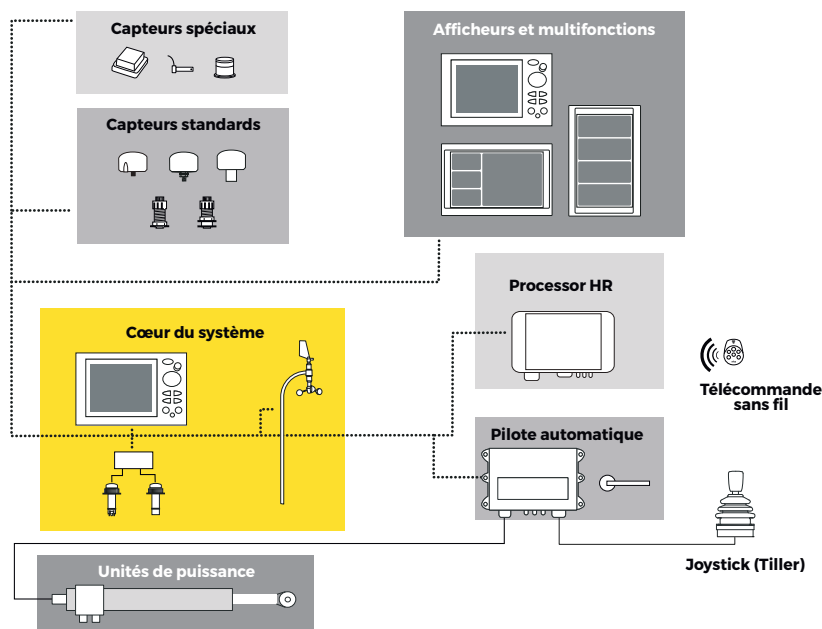 Capteurs spéciaux
Afficheurs et multifonctions
Capteurs standards
Processor HR
Cœur du système
Télécommande
sans fil
Pilote automatique
Joystick (Tiller)
Unités de puissance